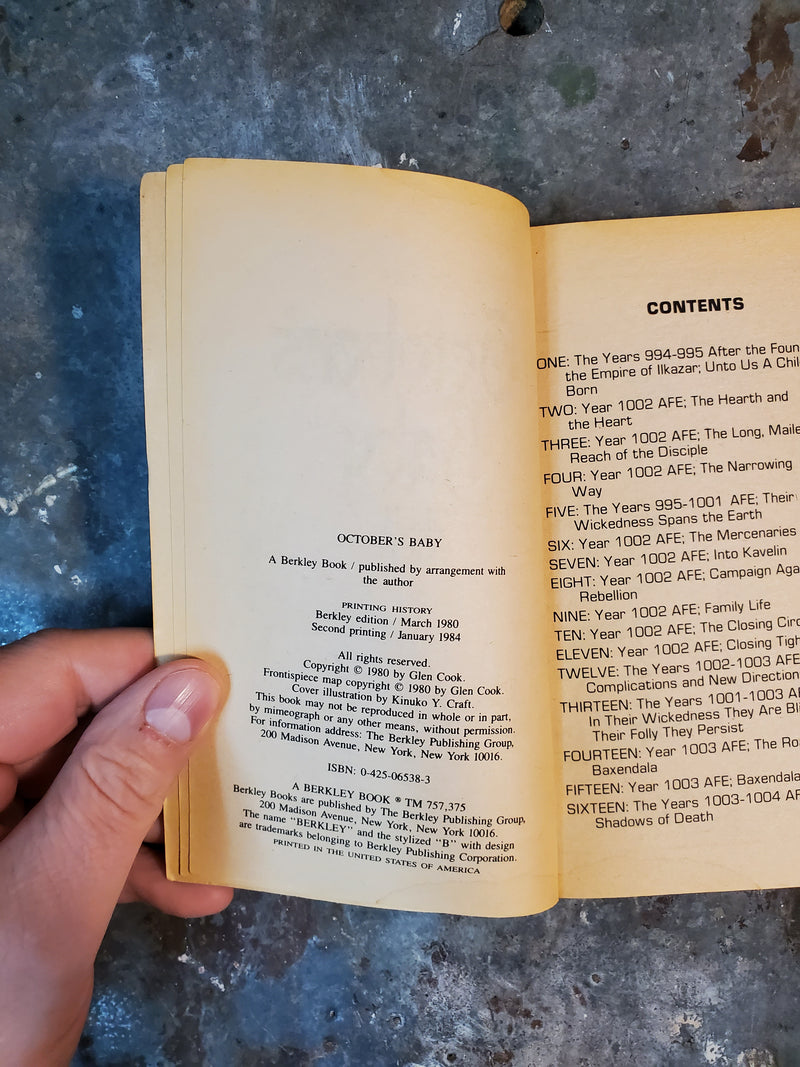 OCTOBER'S BABY
A Berkley Book / published by arrangement with
the author
PRINTING HISTORY
Berkley edition / March 1980
Second printing / January 1984
All rights reserved.
Copyright © 1980 by Glen Cook.
Frontispiece map copyright © 1980 by Glen Cook.
Cover illustration by Kinuko Y. Craft.
This book may not be reproduced in whole or in part,
by mimeograph or any other means, without permission.
For information address: The Berkley Publishing Group,
200 Madison Avenue, New York, New York 10016.
ISBN: 0-425-06538-3
A BERKLEY BOOK ® TM 757,375
Berkley Books are published by The Berkley Publishing Group,
200 Madison Avenue, New York, New York 10016.
The name "BERKLEY" and the stylized "B" with design
are trademarks belonging to Berkley Publishing Corporation.
PRINTED IN THE UNITED STATES OF AMERICA
CONTENTS
ONE: The Years 994-995 After the Foun
the Empire of Ilkazar; Unto Us A Chil
Born
TWO: Year 1002 AFE; The Hearth and
the Heart
THREE: Year 1002 AFE; The Long, Maile
Reach of the Disciple
FOUR: Year 1002 AFE; The Narrowing
Way
FIVE: The Years 995-1001 AFE; Their
Wickedness Spans the Earth
SIX: Year 1002 AFE; The Mercenaries
SEVEN: Year 1002 AFE; Into Kavelin
EIGHT: Year 1002 AFE; Campaign Aga
Rebellion
NINE: Year 1002 AFE; Family Life
TEN: Year 1002 AFE; The Closing Circ
ELEVEN: Year 1002 AFE; Closing Tigh
TWELVE: The Years 1002-1003 AFE
Complications and New Direction
THIRTEEN: The Years 1001-1003 A
In Their Wickedness They Are Bli
Their Folly They Persist
FOURTEEN: Year 1003 AFE; The Ro
Baxendala
FIFTEEN: Year 1003 AFE; Baxendala
SIXTEEN: The Years 1003-1004 AF
Shadows of Death